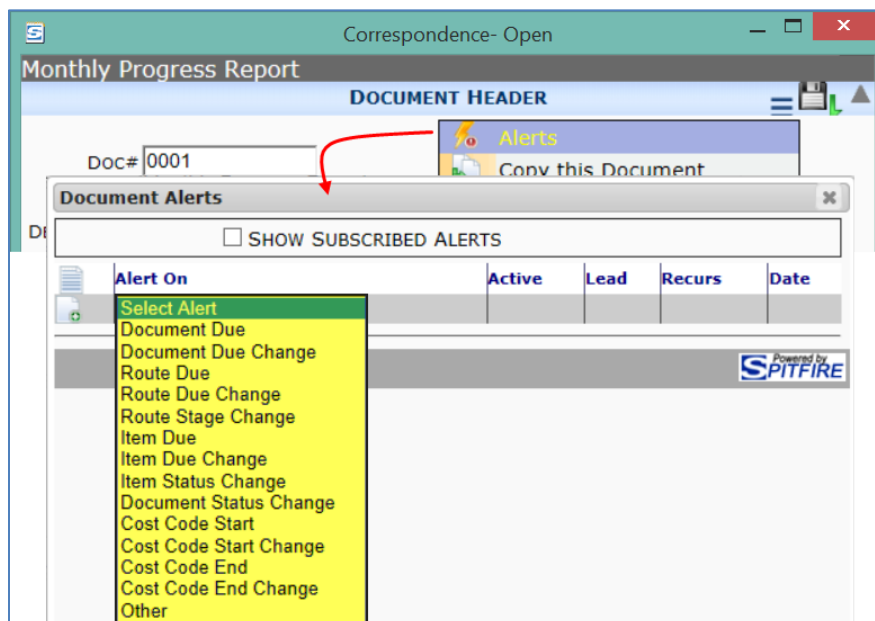 Correspondence- Open
Monthly Progress Report
DOCUMENT HEADER
Alerts
Doc# 0001
Copy this Document
Document Alerts
SHOW SUBSCRIBED ALERTS
Alert On Active Lead Recurs Date
Select Alert
Document Due
Document Due Change
Route Due
Route Due Change
Route Stage Change
Powered by
SPITFIRE
Item Due
Item Due Change
Item Status Change
Document Status Change
Cost Code Start
Cost Code Start Change
Cost Code End
Cost Code End Change
Other